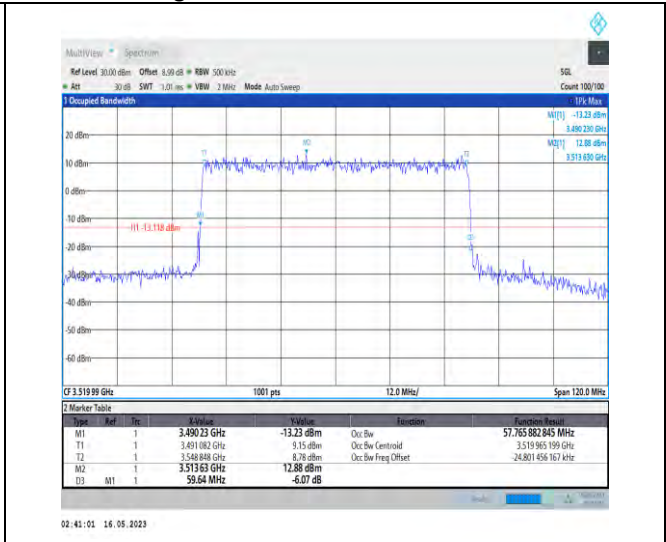 MultiView Spectrum
Ref Level 30.00 dBm Offset 8.99 dB RBW 500 kHz SGL
Att 30 dB SWT 1.01 ms VBW 2 MHz Mode Auto Sweep Count 100/100
1 Occupied Bandwidth 1Pk Max
M1[1] -13.23 dBm
3.490 230 GHz
20 dBm
M2[1] 12.88 dBm
3.513 630 GHz
M2
T1
T2
10 dBm
0 dBm
-10 dBm
M1
H1 -13.118 dBm
D3
-30 dBm
-40 dBm
-50 dBm
-60 dBm
CF 3.519 99 GHz 1001 pts 12.0 MHz/ Span 120.0 MHz
2 Marker Table
Type Ref Trc X-Value Y-Value Function Function Result
M1 1 3.490 23 GHz -13.23 dBm Occ Bw 57.765 882 845 MHz
T1 1 3.491 082 GHz 9.15 dBm Occ Bw Centroid 3.519 965 199 GHz
T2 1 3.548 848 GHz 8.78 dBm Occ Bw Freq Offset -24.801 456 167 kHz
M2 1 3.513 63 GHz 12.88 dBm
D3 M1 1 59.64 MHz -6.07 dB
02:41:01 16.05.2023